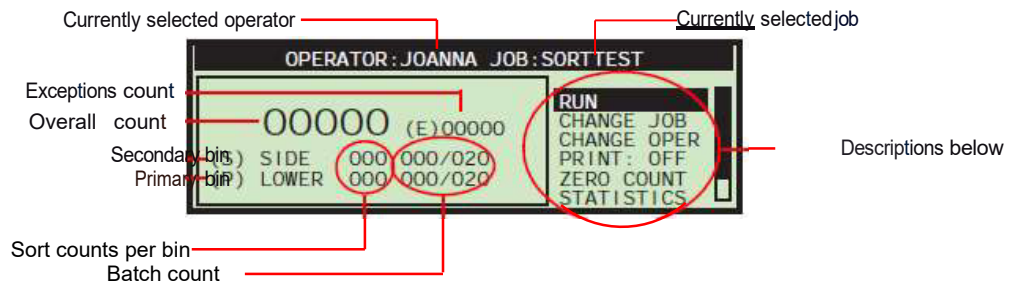 Currently selected operator
Currently selectedjob
OPERATOR:JOANNA JOB:SORTTEST
Exceptions count
Overall count
00000 (E)00000
RUN
CHANGE JOB
CHANGE OPER
PRINT: OFF
ZERO COUNT
STATISTICS
Descriptions below
Secondary bin
(S) SIDE 000 000/020
Primary bin
(P) LOWER 000 000/020
Sort counts per bin
Batch count